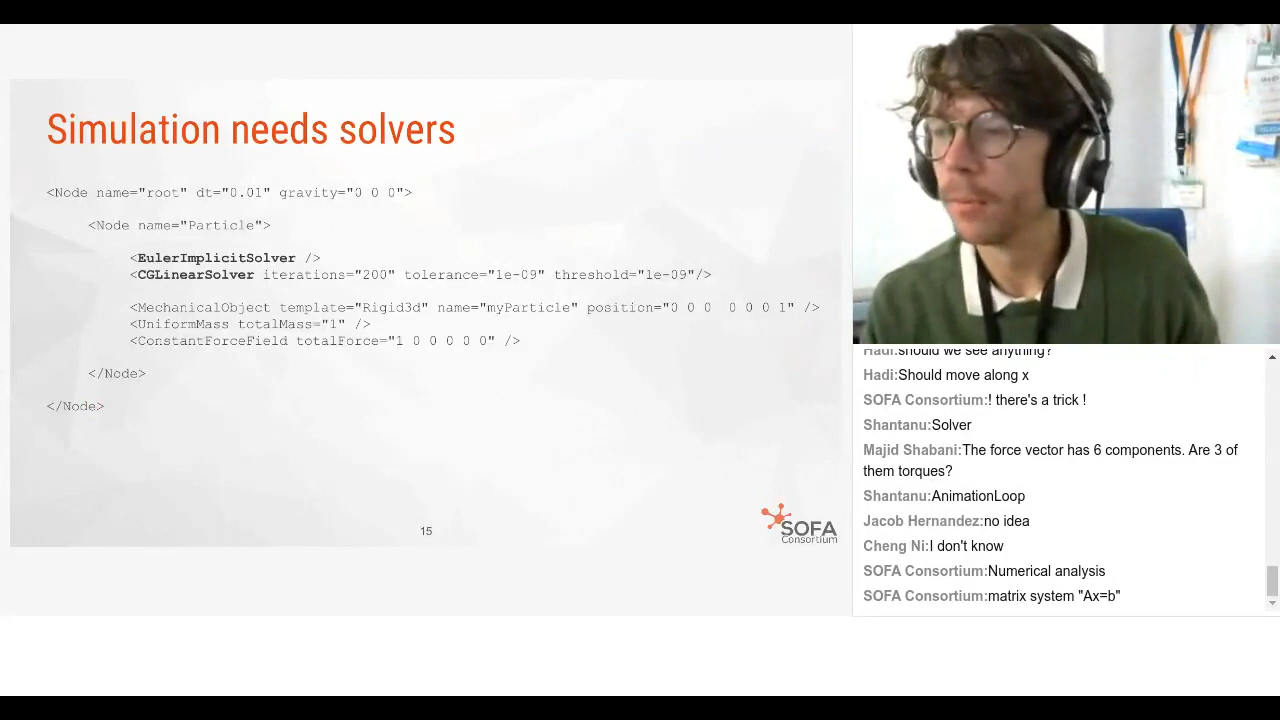 Simulation needs solvers
<Node name="root" dt="0.01" gravity="0 0 0">
<Node name="Particle">
<EulerImplicitSolver />
<CGLinearSolver iterations="200" tolerance="1e-09" threshold="1e-09"/>
<MechanicalObject template="Rigid3d" name="myParticle" position="0 0 0  0 0 0 1" />
<UniformMass totalMass="1" />
<ConstantForceField totalForce="1 0 0 0 0 0" />
</Node>
</Node>
15
SOFA
Consortium
Hadi:should we see anything?
Hadi:Should move along x
SOFA Consortium:! there's a trick !
Shantanu:Solver
Majid Shabani:The force vector has 6 components. Are 3 of
them torques?
Shantanu:AnimationLoop
Jacob Hernandez:no idea
Cheng Ni:I don't know
SOFA Consortium:Numerical analysis
SOFA Consortium:matrix system "Ax=b"